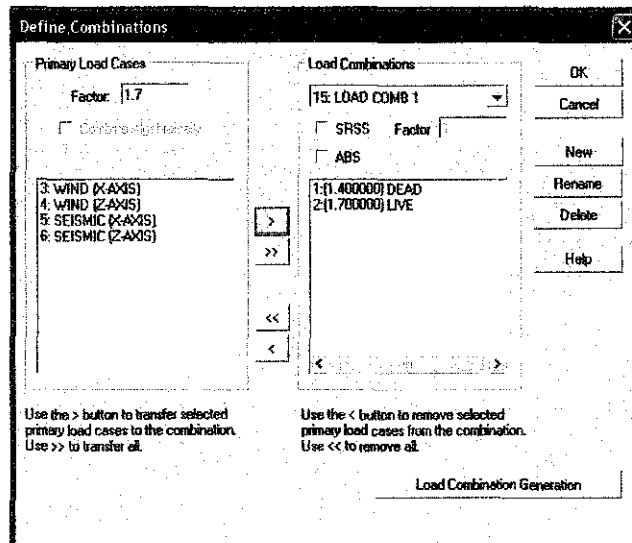 Define Combinations
Primary Load Cases
Factor: 1.7
3: WIND (X-AXIS)
4: WIND (Z-AXIS)
5: SEISMIC (X-AXIS)
6: SEISMIC (Z-AXIS)
>
>>
<<
<
Load Combinations
15: LOAD COMB 1
SRSS Factor
ABS
1:(1.400000) DEAD
2:(1.700000) LIVE
OK
Cancel
New
Rename
Delete
Help
Use the > button to transfer selected
primary load cases to the combination.
Use >> to transfer all.
Use the < button to remove selected
primary load cases from the combination.
Use << to remove all.
Load Combination Generation